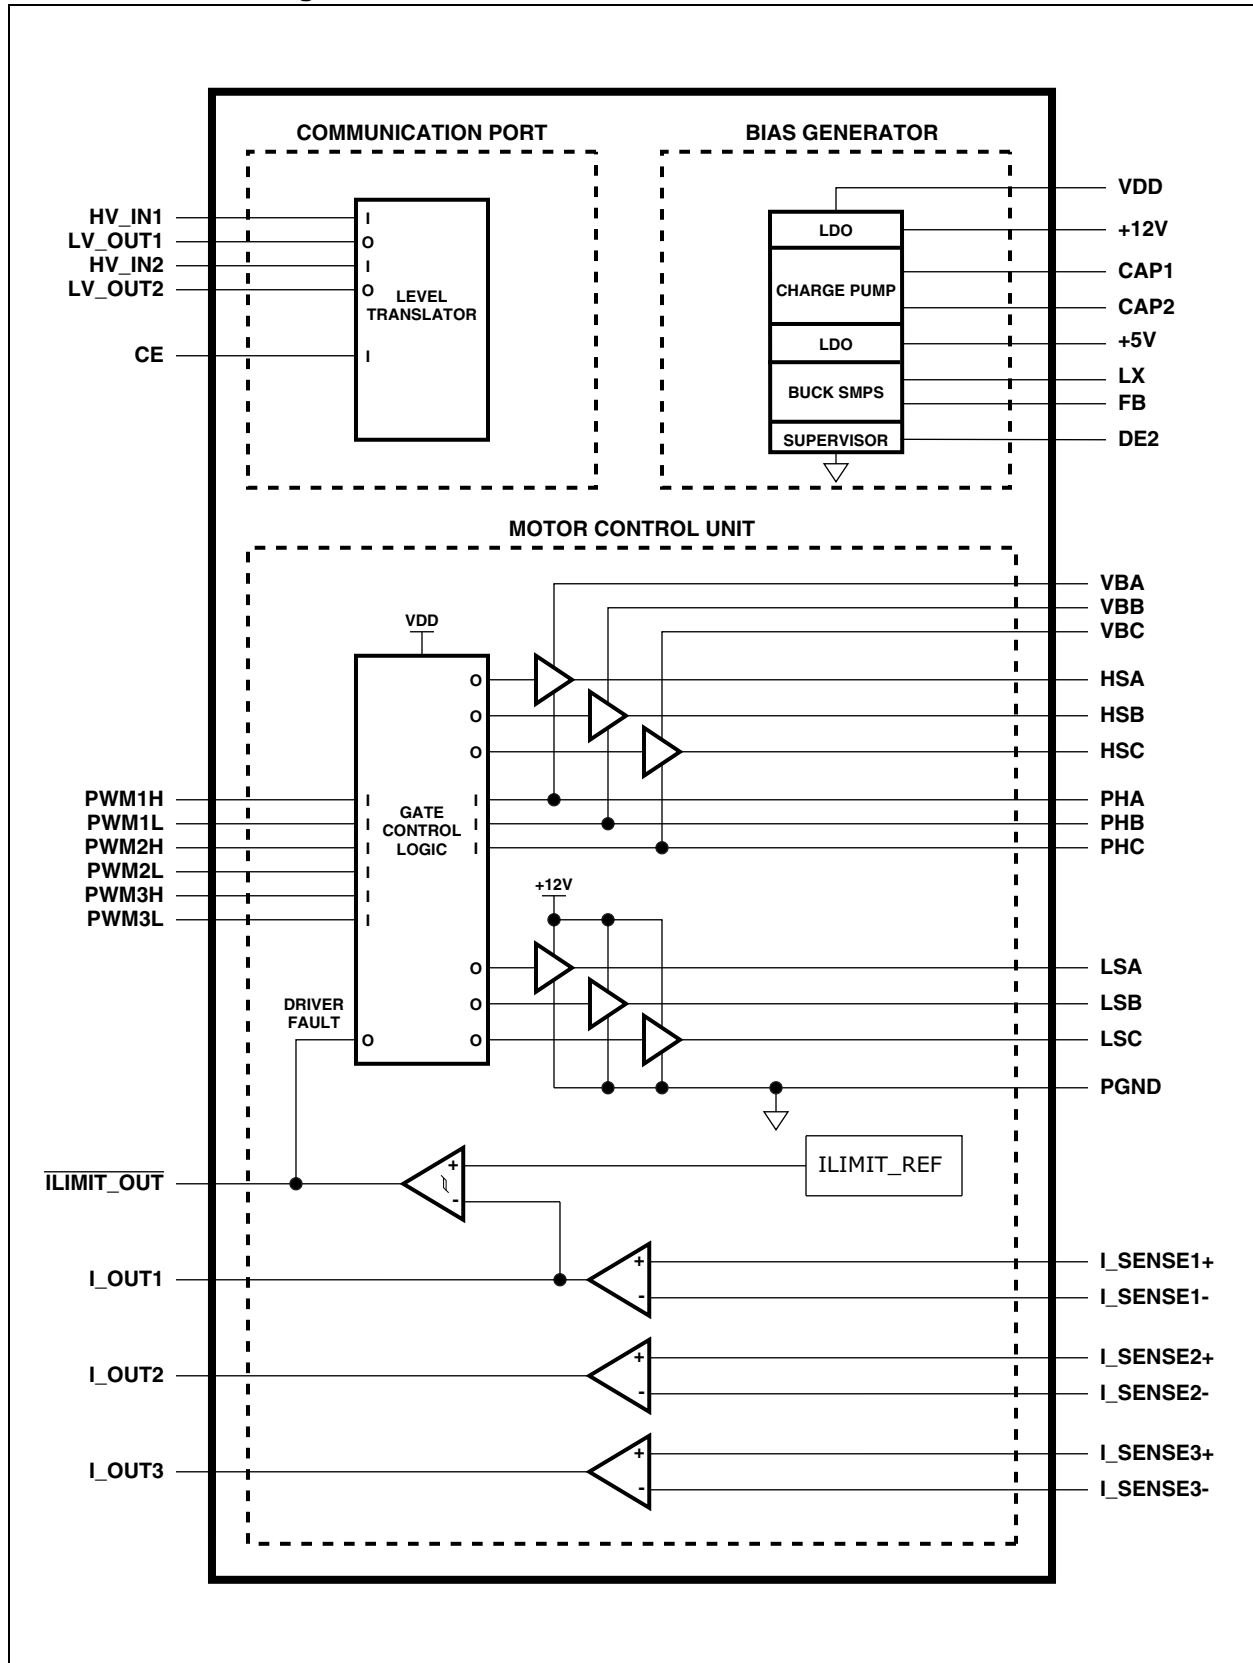 COMMUNICATION PORT
BIAS GENERATOR
HV_IN1
LV_OUT1
HV_IN2
LV_OUT2
CE
I
O
I
O
I
LEVEL
TRANSLATOR
LDO
CHARGE PUMP
LDO
BUCK SMPS
SUPERVISOR
VDD
+12V
CAP1
CAP2
+5V
LX
FB
DE2
MOTOR CONTROL UNIT
VDD
PWM1H
PWM1L
PWM2H
PWM2L
PWM3H
PWM3L
I
I
I
I
I
I
GATE
CONTROL
LOGIC
O
O
O
I
I
I
O
O
O
DRIVER
FAULT
O
+12V
VBA
VBB
VBC
HSA
HSB
HSC
PHA
PHB
PHC
LSA
LSB
LSC
PGND
ILIMIT_OUT
+
-
ILIMIT_REF
I_OUT1
+
-
I_SENSE1+
I_SENSE1-
I_OUT2
+
-
I_SENSE2+
I_SENSE2-
I_OUT3
+
-
I_SENSE3+
I_SENSE3-